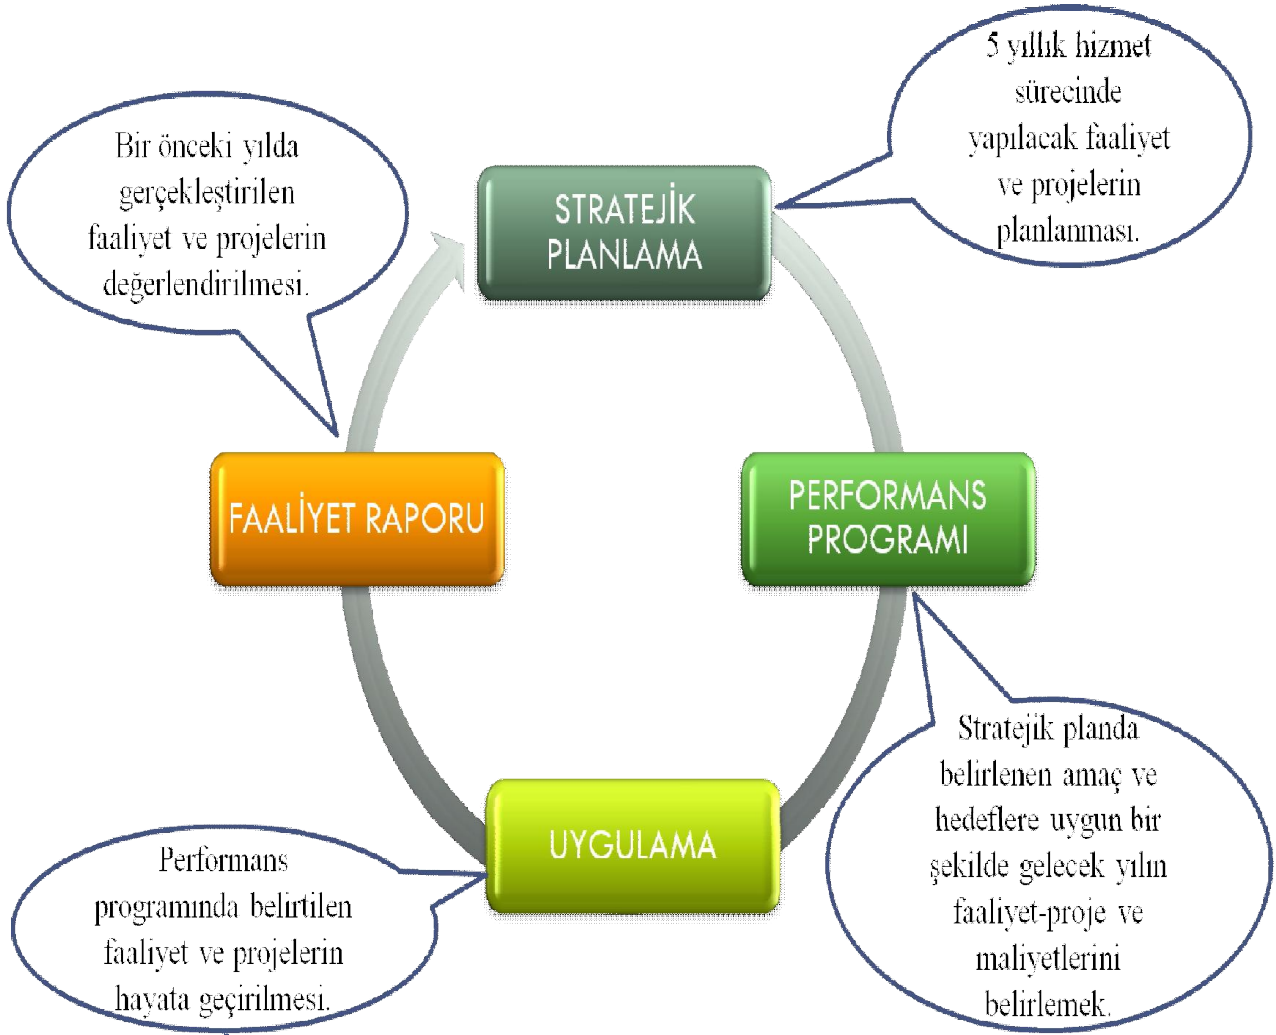 5 yıllık hizmet
sürecinde
yapılacak faaliyet
ve projelerin
planlanması.
Bir önceki yılda
gerçekleştirilen
faaliyet ve projelerin
değerlendirilmesi.
STRATEJİK
PLANLAMA
FAALİYET RAPORU
PERFORMANS
PROGRAMI
UYGULAMA
Stratejik planda
belirlenen amaç ve
hedeflere uygun bir
şekilde gelecek yılın
faaliyet-proje ve
maliyetlerini
belirlemek.
Performans
programında belirtilen
faaliyet ve projelerin
hayata geçirilmesi.